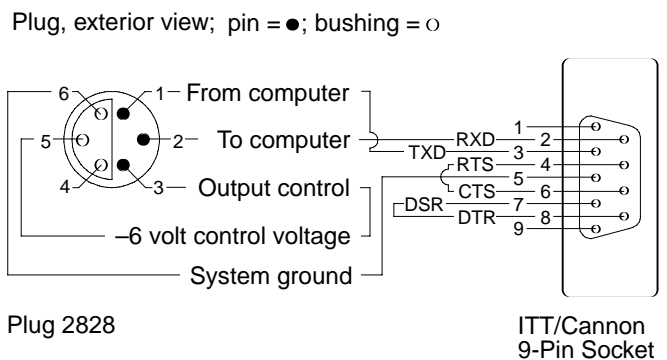 Plug, exterior view; pin = ●; bushing = ○
6
1
From computer
5
2
To computer
4
3
Output control
–6 volt control voltage
System ground
RXD
TXD
RTS
CTS
DSR
DTR
1
2
3
4
5
6
7
8
9
Plug 2828
ITT/Cannon
9-Pin Socket